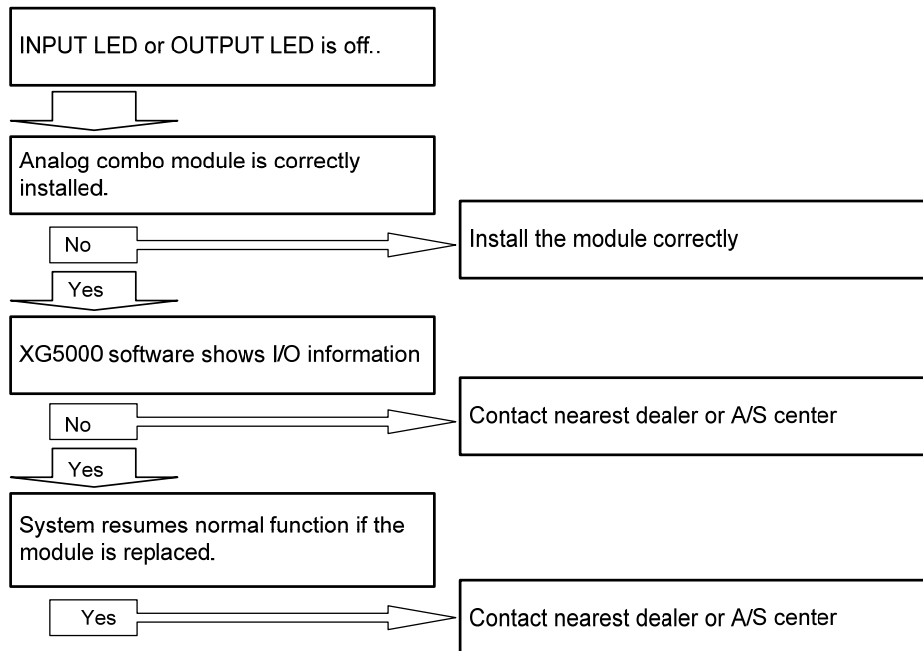 INPUT LED or OUTPUT LED is off..
Analog combo module is correctly
installed.
No
Install the module correctly
Yes
XG5000 software shows I/O information
No
Contact nearest dealer or A/S center
Yes
System resumes normal function if the
module is replaced.
Yes
Contact nearest dealer or A/S center